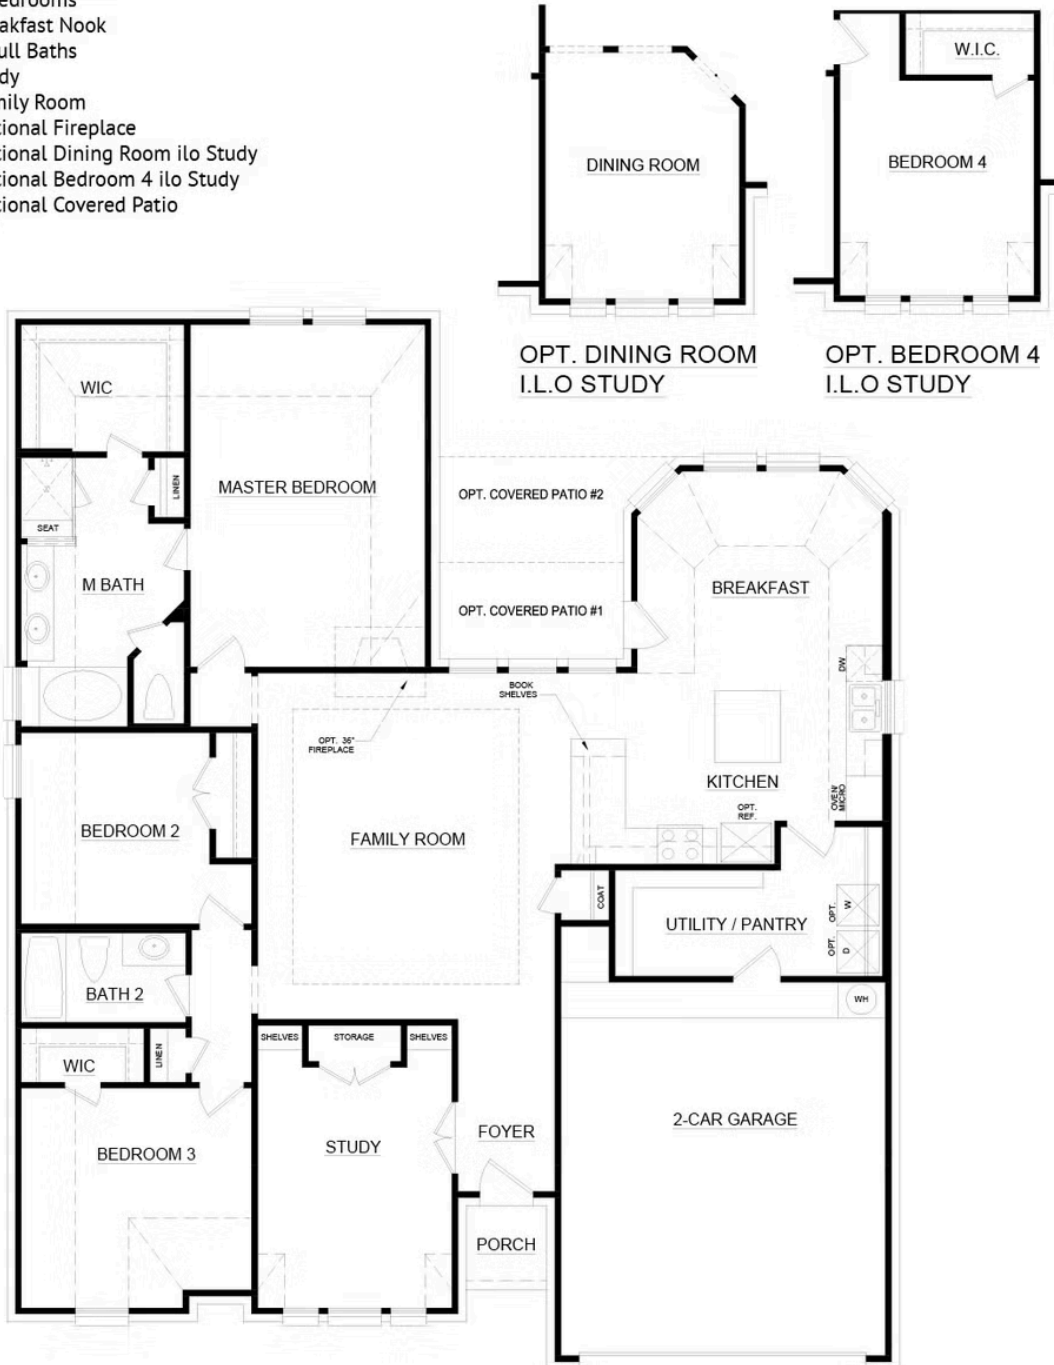 edrooms
akfast Nook
ull Baths
dy
mily Room
tional Fireplace
tional Dining Room ilo Study
tional Bedroom 4 ilo Study
tional Covered Patio
DINING ROOM
OPT. DINING ROOM
I.L.O STUDY
W.I.C.
BEDROOM 4
OPT. BEDROOM 4
I.L.O STUDY
WIC
MASTER BEDROOM
LINEN
SEAT
M BATH
OPT. COVERED PATIO #2
OPT. COVERED PATIO #1
BREAKFAST
DW
BOOK
SHELVES
OPT. 36"
FIREPLACE
KITCHEN
OVEN/
MICRO
OPT.
REF.
BEDROOM 2
FAMILY ROOM
COAT
UTILITY / PANTRY
OPT.
W
OPT.
D
WH
BATH 2
WIC
LINEN
SHELVES
STORAGE
SHELVES
BEDROOM 3
STUDY
FOYER
2-CAR GARAGE
PORCH